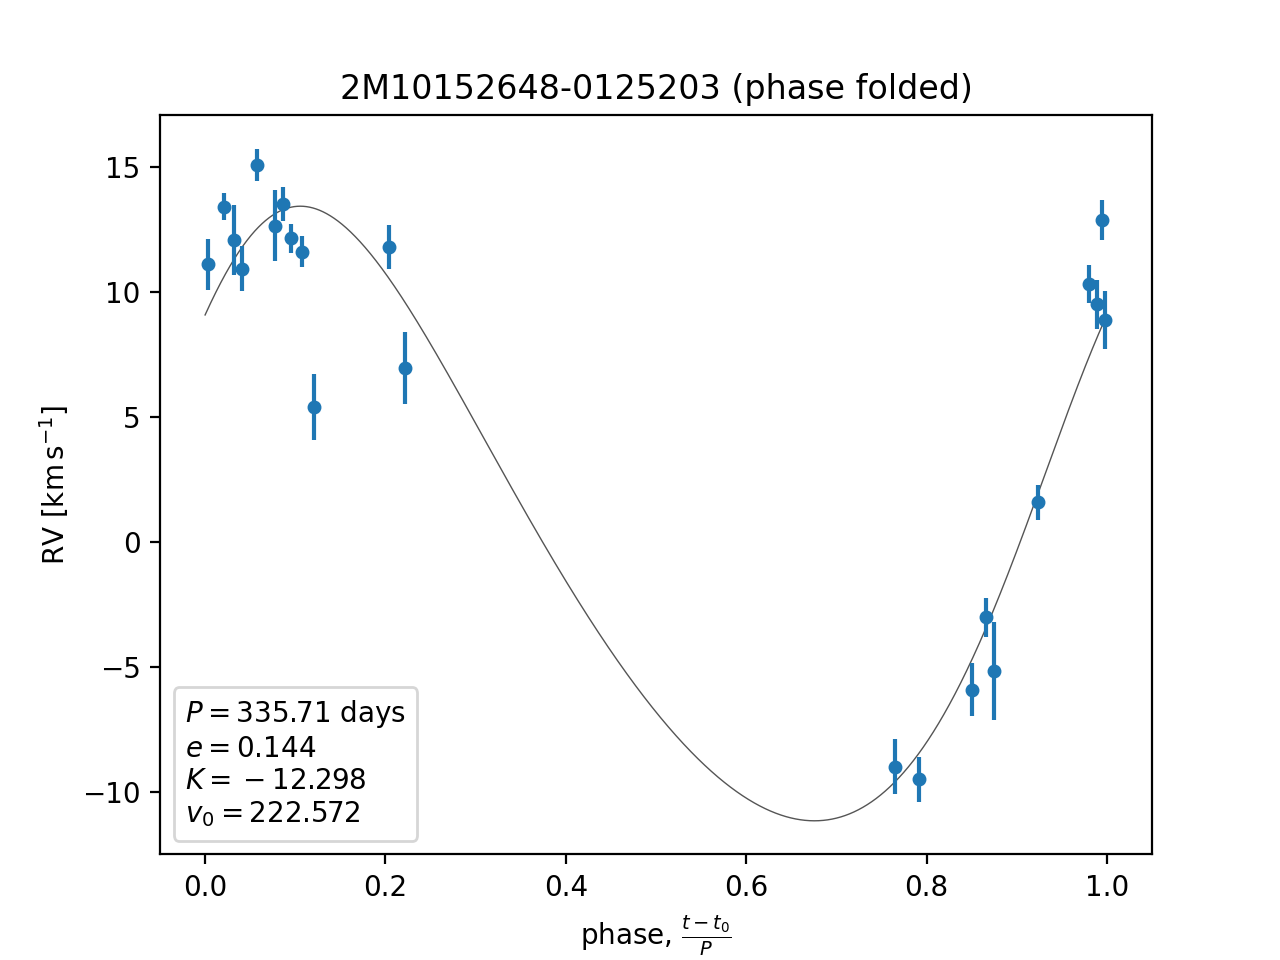 2M10152648-0125203 (phase folded)
RV [km s⁻¹]
15
10
5
0
−5
−10
P = 335.71 days
e = 0.144
K = −12.298
v₀ = 222.572
0.0 0.2 0.4 0.6 0.8 1.0
phase, (t − t₀)/P